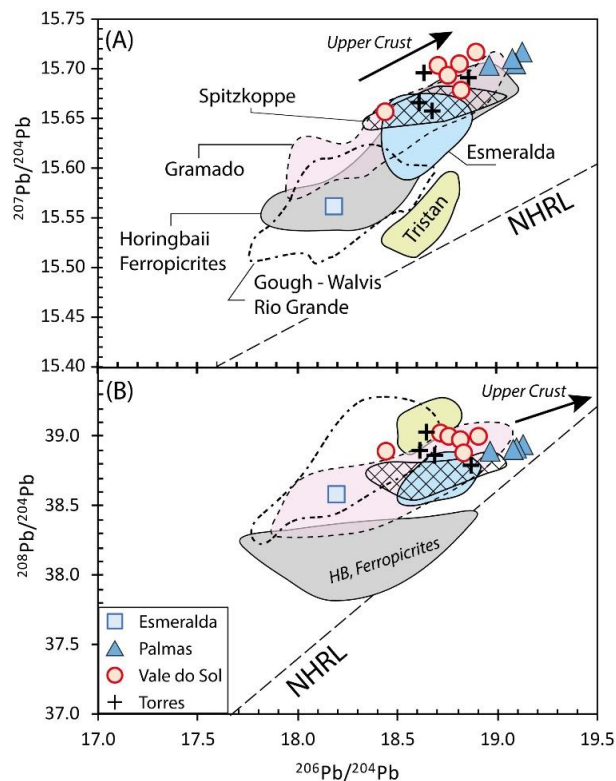 (A)
Upper Crust
Spitzkoppe
Gramado
Esmeralda
Horingbaii
Ferropicrites
Tristan
NHRL
Gough - Walvis
Rio Grande
207Pb/204Pb
15.75
15.70
15.65
15.60
15.55
15.50
15.45
15.40
(B)
Upper Crust
HB, Ferropicrites
NHRL
208Pb/204Pb
39.0
38.5
38.0
37.5
37.0
Esmeralda
Palmas
Vale do Sol
Torres
17.0
17.5
18.0
18.5
19.0
19.5
206Pb/204Pb